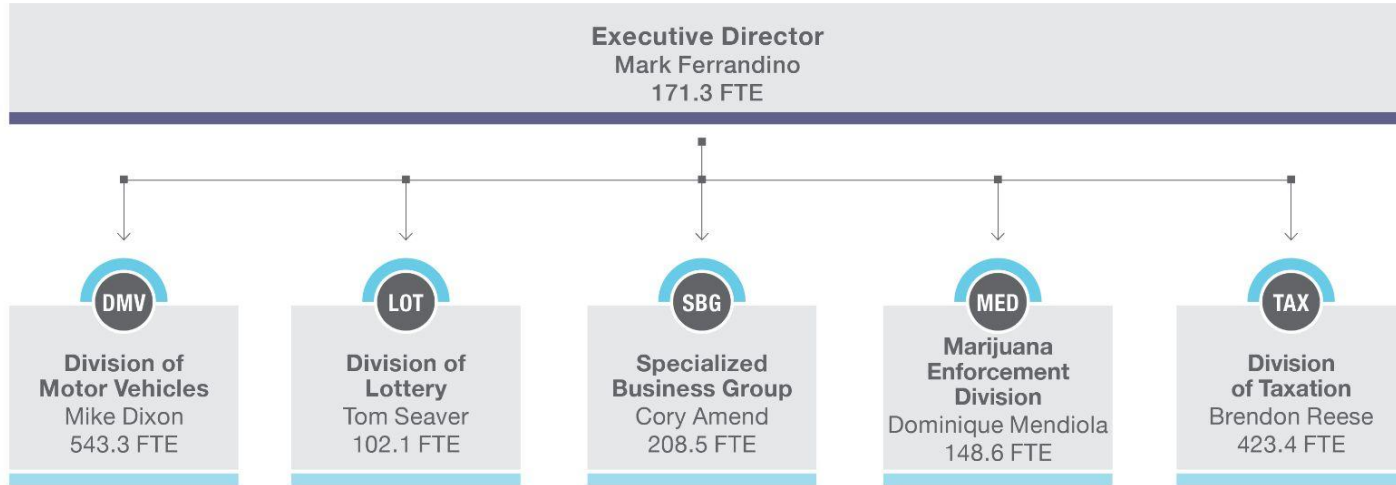 Executive Director
Mark Ferrandino
171.3 FTE
DMV
Division of
Motor Vehicles
Mike Dixon
543.3 FTE
LOT
Division of
Lottery
Tom Seaver
102.1 FTE
SBG
Specialized
Business Group
Cory Amend
208.5 FTE
MED
Marijuana
Enforcement
Division
Dominique Mendiola
148.6 FTE
TAX
Division
of Taxation
Brendon Reese
423.4 FTE